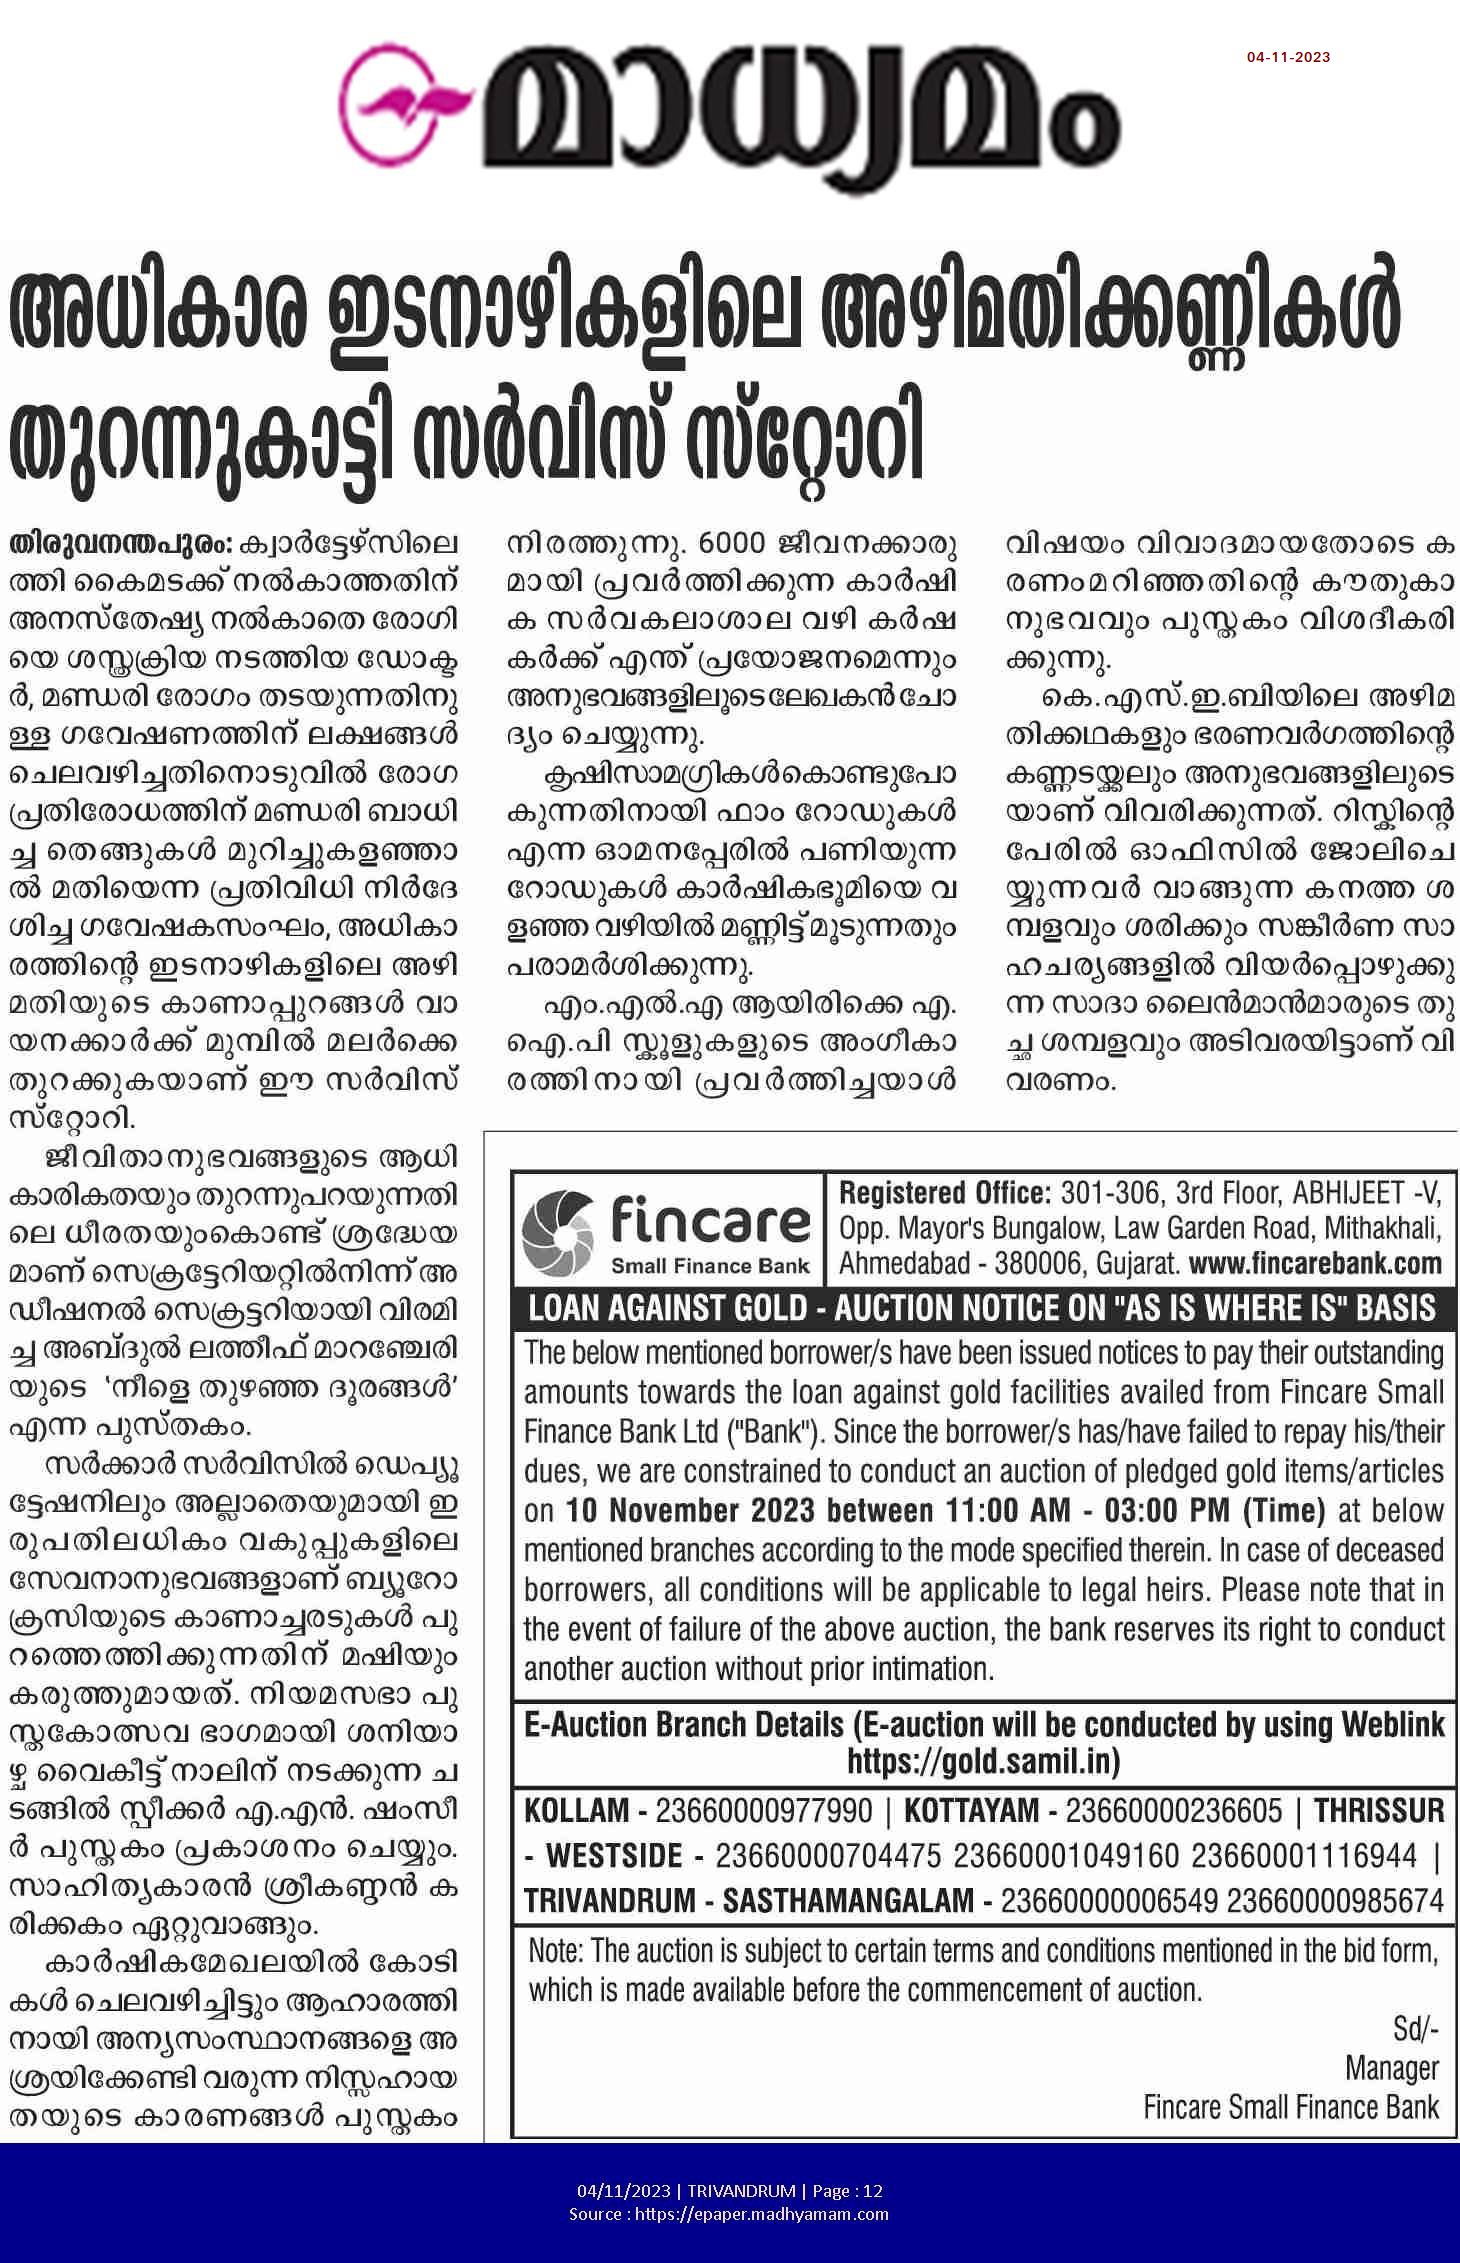 മാധ്യമം
04-11-2023
അധികാര ഇടനാഴികളിലെ അഴിമതിക്കണ്ണികൾ
തുറന്നുകാട്ടി സർവിസ് സ്റ്റോറി
തിരുവനന്തപുരം: ക്വാർട്ടേഴ്സിലെ
ത്തി കൈമടക്ക് നൽകാത്തതിന്
അനസ്തേഷ്യ നൽകാതെ രോഗി
യെ ശസ്ത്രക്രിയ നടത്തിയ ഡോക്ട
ർ, മണ്ഡരി രോഗം തടയുന്നതിനു
ള്ള ഗവേഷണത്തിന് ലക്ഷങ്ങൾ
ചെലവഴിച്ചതിനൊടുവിൽ രോഗ
പ്രതിരോധത്തിന് മണ്ഡരി ബാധി
ച്ച തെങ്ങുകൾ മുറിച്ചുകളഞ്ഞാ
ൽ മതിയെന്ന പ്രതിവിധി നിർദേ
ശിച്ച ഗവേഷകസംഘം, അധികാ
രത്തിന്റെ ഇടനാഴികളിലെ അഴി
മതിയുടെ കാണാപ്പുറങ്ങൾ വാ
യനക്കാർക്ക് മുമ്പിൽ മലർക്കെ
തുറക്കുകയാണ് ഈ സർവിസ്
സ്റ്റോറി.
ജീവിതാനുഭവങ്ങളുടെ ആധി
കാരികതയും തുറന്നുപറയുന്നതി
ലെ ധീരതയുംകൊണ്ട് ശ്രദ്ധേയ
മാണ് സെക്രട്ടേറിയറ്റിൽനിന്ന് അ
ഡീഷനൽ സെക്രട്ടറിയായി വിരമി
ച്ച അബ്ദുൽ ലത്തീഫ് മാറഞ്ചേരി
യുടെ 'നീളെ തുഴഞ്ഞ ദൂരങ്ങൾ'
എന്ന പുസ്തകം.
സർക്കാർ സർവിസിൽ ഡെപ്യൂ
ട്ടേഷനിലും അല്ലാതെയുമായി ഇ
രുപതിലധികം വകുപ്പുകളിലെ
സേവനാനുഭവങ്ങളാണ് ബ്യൂറോ
ക്രസിയുടെ കാണാച്ചരടുകൾ പു
റത്തെത്തിക്കുന്നതിന് മഷിയും
കരുത്തുമായത്. നിയമസഭാ പു
സ്തകോത്സവ ഭാഗമായി ശനിയാ
ഴ്ച വൈകീട്ട് നാലിന് നടക്കുന്ന ച
ടങ്ങിൽ സ്പീക്കർ എ.എൻ. ഷംസീ
ർ പുസ്തകം പ്രകാശനം ചെയ്യും.
സാഹിത്യകാരൻ ശ്രീകണ്ഠൻ ക
രിക്കകം ഏറ്റുവാങ്ങും.
കാർഷികമേഖലയിൽ കോടി
കൾ ചെലവഴിച്ചിട്ടും ആഹാരത്തി
നായി അന്യസംസ്ഥാനങ്ങളെ അ
ശ്രയിക്കേണ്ടി വരുന്ന നിസ്സഹായ
തയുടെ കാരണങ്ങൾ പുസ്തകം
നിരത്തുന്നു. 6000 ജീവനക്കാരു
മായി പ്രവർത്തിക്കുന്ന കാർഷി
ക സർവകലാശാല വഴി കർഷ
കർക്ക് എന്ത് പ്രയോജനമെന്നും
അനുഭവങ്ങളിലൂടെ ലേഖകൻ ചോ
ദ്യം ചെയ്യുന്നു.
കൃഷിസാമഗ്രികൾ കൊണ്ടുപോ
കുന്നതിനായി ഫാം റോഡുകൾ
എന്ന ഓമനപ്പേരിൽ പണിയുന്ന
റോഡുകൾ കാർഷികഭൂമിയെ വ
ളഞ്ഞ വഴിയിൽ മണ്ണിട്ട് മൂടുന്നതും
പരാമർശിക്കുന്നു.
എം.എൽ.എ ആയിരിക്കെ എ.
ഐ.പി സ്കൂളുകളുടെ അംഗീകാ
രത്തിനായി പ്രവർത്തിച്ചയാൾ
വിഷയം വിവാദമായതോടെ ക
രണംമറിഞ്ഞതിന്റെ കൗതുകാ
നുഭവവും പുസ്തകം വിശദീകരി
ക്കുന്നു.
കെ.എസ്.ഇ.ബിയിലെ അഴിമ
തിക്കഥകളും ഭരണവർഗത്തിന്റെ
കണ്ണടയ്ക്കലും അനുഭവങ്ങളിലുടെ
യാണ് വിവരിക്കുന്നത്. റിസ്കിന്റെ
പേരിൽ ഓഫിസിൽ ജോലിചെ
യ്യുന്നവർ വാങ്ങുന്ന കനത്ത ശ
മ്പളവും ശരിക്കും സങ്കീർണ സാ
ഹചര്യങ്ങളിൽ വിയർപ്പൊഴുക്കു
ന്ന സാദാ ലൈൻമാൻമാരുടെ തു
ച്ഛ ശമ്പളവും അടിവരയിട്ടാണ് വി
വരണം.
fincare
Small Finance Bank
Registered Office: 301-306, 3rd Floor, ABHIJEET -V,
Opp. Mayor's Bungalow, Law Garden Road, Mithakhali,
Ahmedabad - 380006, Gujarat. www.fincarebank.com
LOAN AGAINST GOLD - AUCTION NOTICE ON "AS IS WHERE IS" BASIS
The below mentioned borrower/s have been issued notices to pay their outstanding
amounts towards the loan against gold facilities availed from Fincare Small
Finance Bank Ltd ("Bank"). Since the borrower/s has/have failed to repay his/their
dues, we are constrained to conduct an auction of pledged gold items/articles
on 10 November 2023 between 11:00 AM - 03:00 PM (Time) at below
mentioned branches according to the mode specified therein. In case of deceased
borrowers, all conditions will be applicable to legal heirs. Please note that in
the event of failure of the above auction, the bank reserves its right to conduct
another auction without prior intimation.
E-Auction Branch Details (E-auction will be conducted by using Weblink
https://gold.samil.in)
KOLLAM - 23660000977990 | KOTTAYAM - 23660000236605 | THRISSUR
- WESTSIDE - 23660000704475 23660001049160 23660001116944 |
TRIVANDRUM - SASTHAMANGALAM - 23660000006549 23660000985674
Note: The auction is subject to certain terms and conditions mentioned in the bid form,
which is made available before the commencement of auction.
Sd/-
Manager
Fincare Small Finance Bank
04/11/2023 | TRIVANDRUM | Page : 12
Source : https://epaper.madhyamam.com